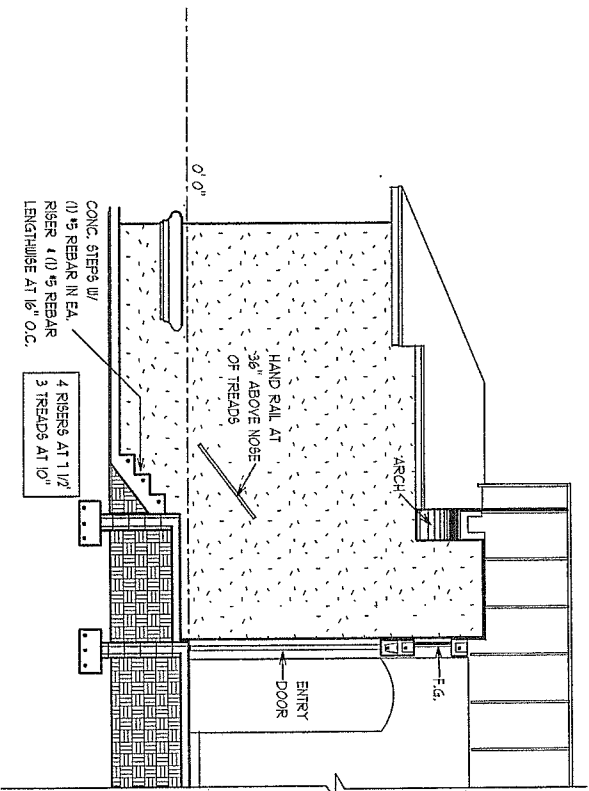 F.G.
ARCH
ENTRY
DOOR
HAND RAIL AT
36" ABOVE NOSE
OF TREADS
0' 0"
CONC. STEPS W/
(1) #5 REBAR IN EA.
RISER & (1) #5 REBAR
LENGTHWISE AT 16" O.C.
4 RISERS AT 7 1/2"
3 TREADS AT 10"